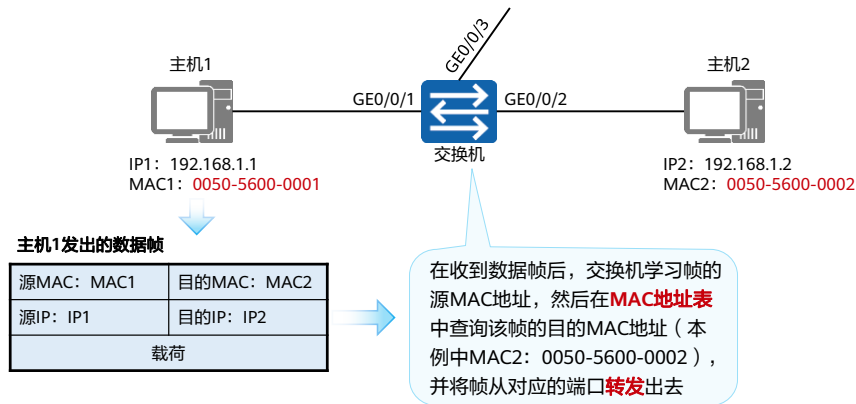 GE0/0/3
主机1
主机2
GE0/0/1
GE0/0/2
交换机
IP1：192.168.1.1
MAC1：0050-5600-0001
IP2：192.168.1.2
MAC2：0050-5600-0002
主机1发出的数据帧
源MAC：MAC1
目的MAC：MAC2
源IP：IP1
目的IP：IP2
载荷
在收到数据帧后，交换机学习帧的
源MAC地址，然后在MAC地址表
中查询该帧的目的MAC地址（本
例中MAC2：0050-5600-0002），
并将帧从对应的端口转发出去